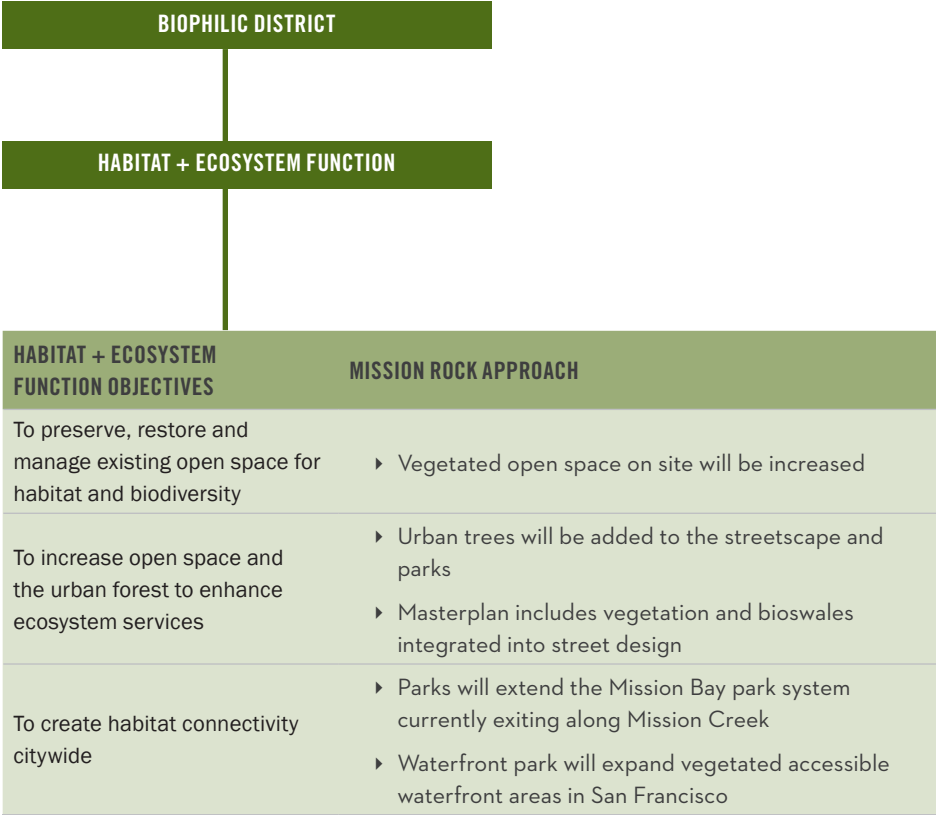 BIOPHILIC DISTRICT
HABITAT + ECOSYSTEM FUNCTION
HABITAT + ECOSYSTEM
FUNCTION OBJECTIVES
MISSION ROCK APPROACH
To preserve, restore and
manage existing open space for
habitat and biodiversity
▸ Vegetated open space on site will be increased
To increase open space and
the urban forest to enhance
ecosystem services
▸ Urban trees will be added to the streetscape and
parks
▸ Masterplan includes vegetation and bioswales
integrated into street design
To create habitat connectivity
citywide
▸ Parks will extend the Mission Bay park system
currently exiting along Mission Creek
▸ Waterfront park will expand vegetated accessible
waterfront areas in San Francisco